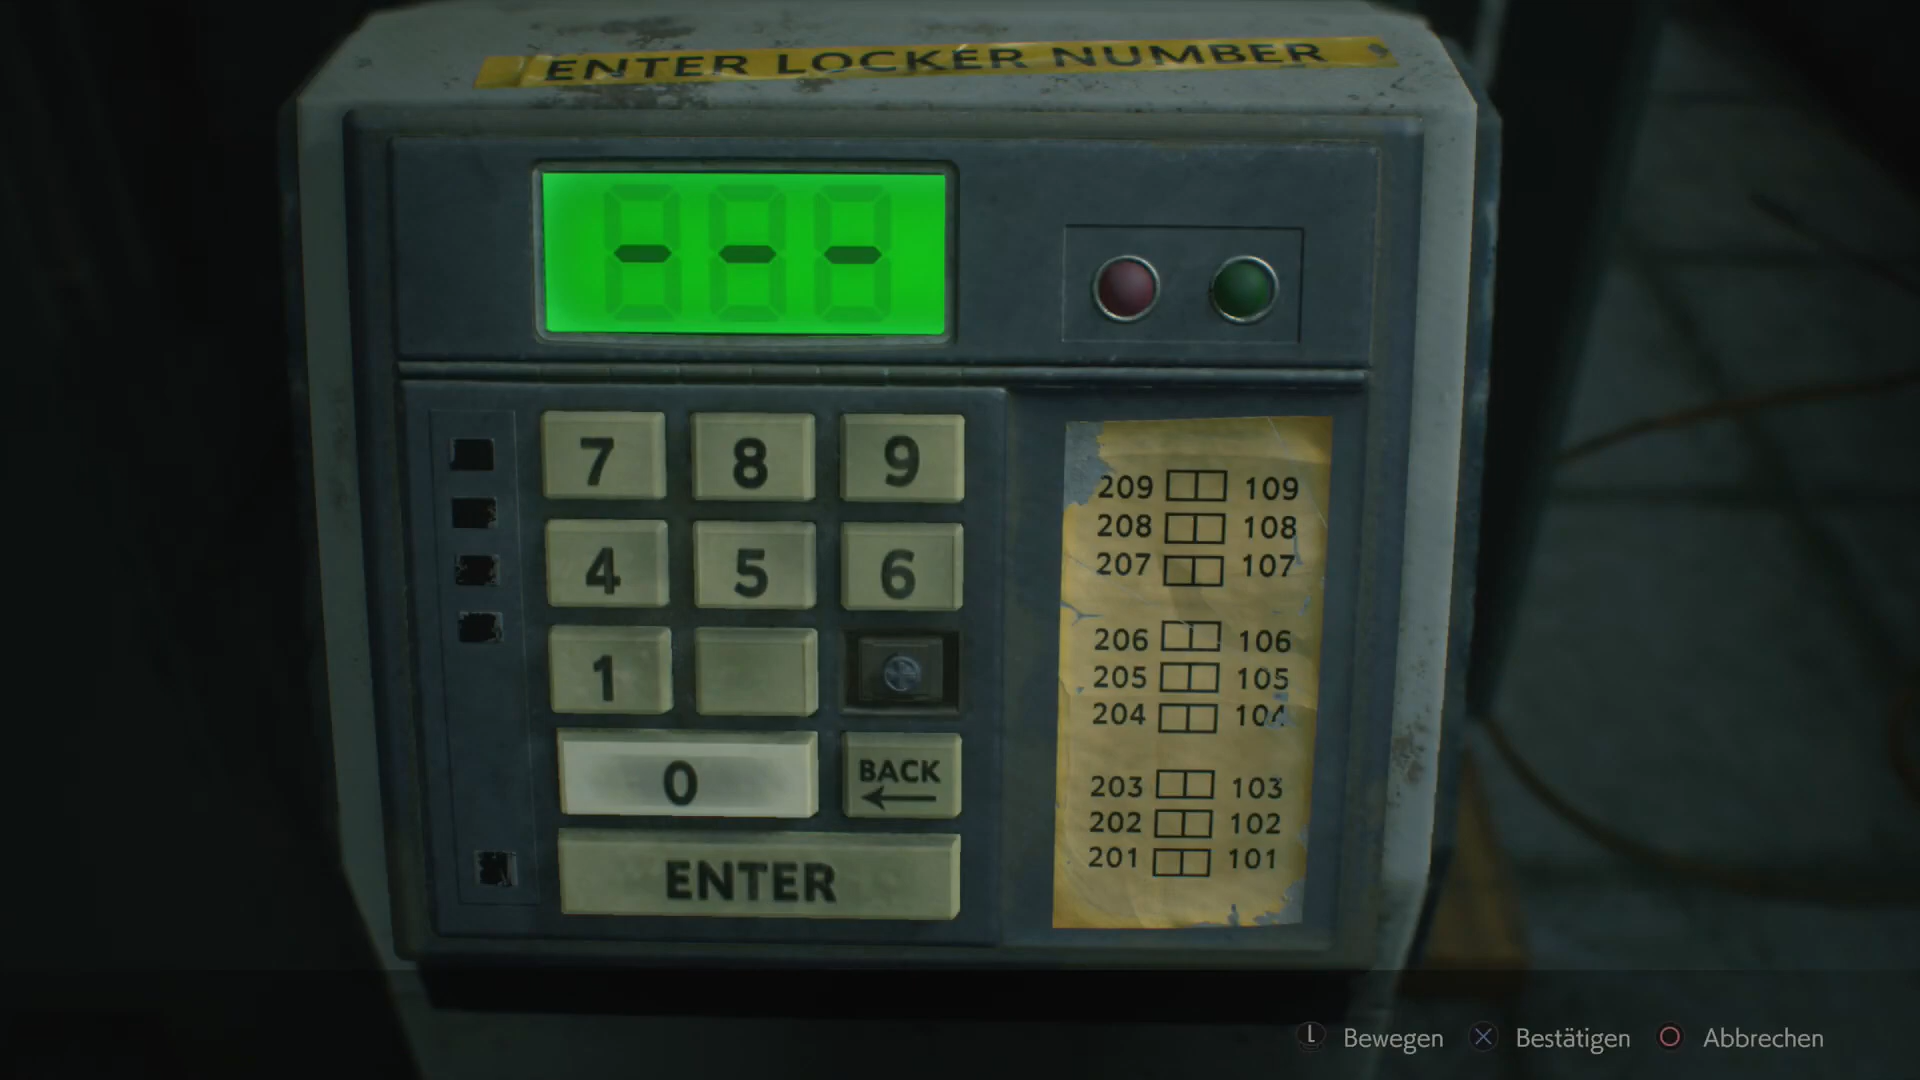 ENTER LOCKER NUMBER
---
7 8 9
4 5 6
1
0 BACK
ENTER
209 109
208 108
207 107
206 106
205 105
204 104
203 103
202 102
201 101
L Bewegen Bestätigen Abbrechen